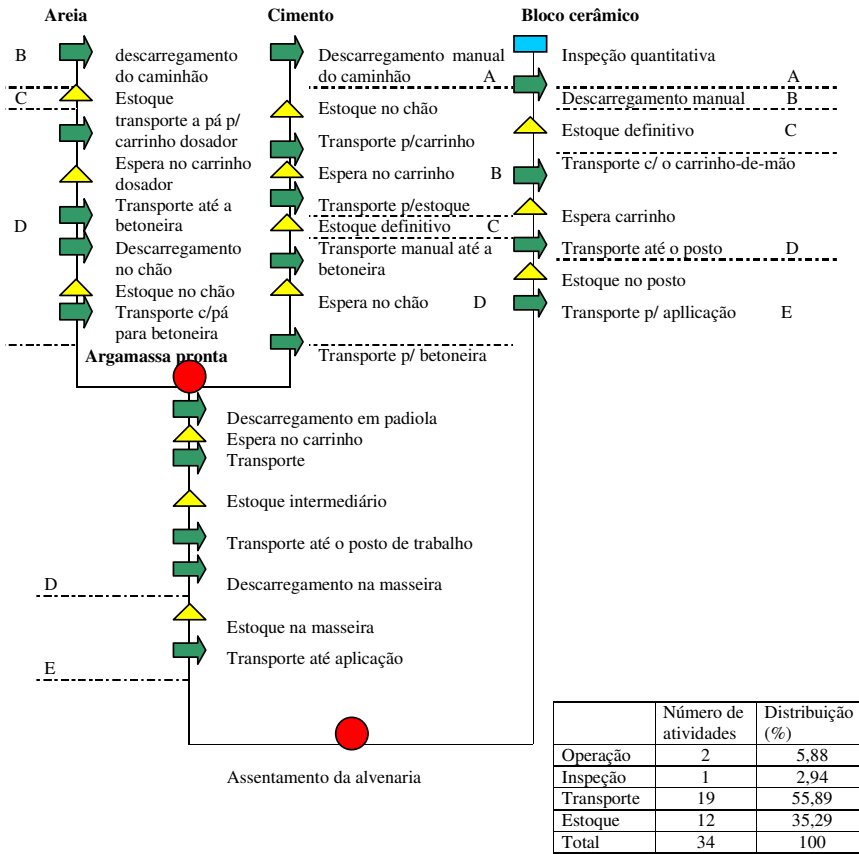 Areia
B
descarregamento
do caminhão
C
Estoque
transporte a pá p/
carrinho dosador
Espera no carrinho
dosador
D
Transporte até a
betoneira
Descarregamento
no chão
Estoque no chão
Transporte c/pá
para betoneira
Cimento
Descarregamento manual
do caminhão A
Estoque no chão
Transporte p/carrinho
Espera no carrinho B
Transporte p/estoque
Estoque definitivo C
Transporte manual até a
betoneira
Espera no chão D
Transporte p/ betoneira
Bloco cerâmico
Inspeção quantitativa
A
Descarregamento manual B
Estoque definitivo C
Transporte c/ o carrinho-de-mão
Espera carrinho
Transporte até o posto D
Estoque no posto
Transporte p/ apllicação E
Argamassa pronta
Descarregamento em padiola
Espera no carrinho
Transporte
Estoque intermediário
Transporte até o posto de trabalho
D
Descarregamento na masseira
Estoque na masseira
E
Transporte até aplicação
Assentamento da alvenaria
Número de atividades Distribuição (%)
Operação 2 5,88
Inspeção 1 2,94
Transporte 19 55,89
Estoque 12 35,29
Total 34 100